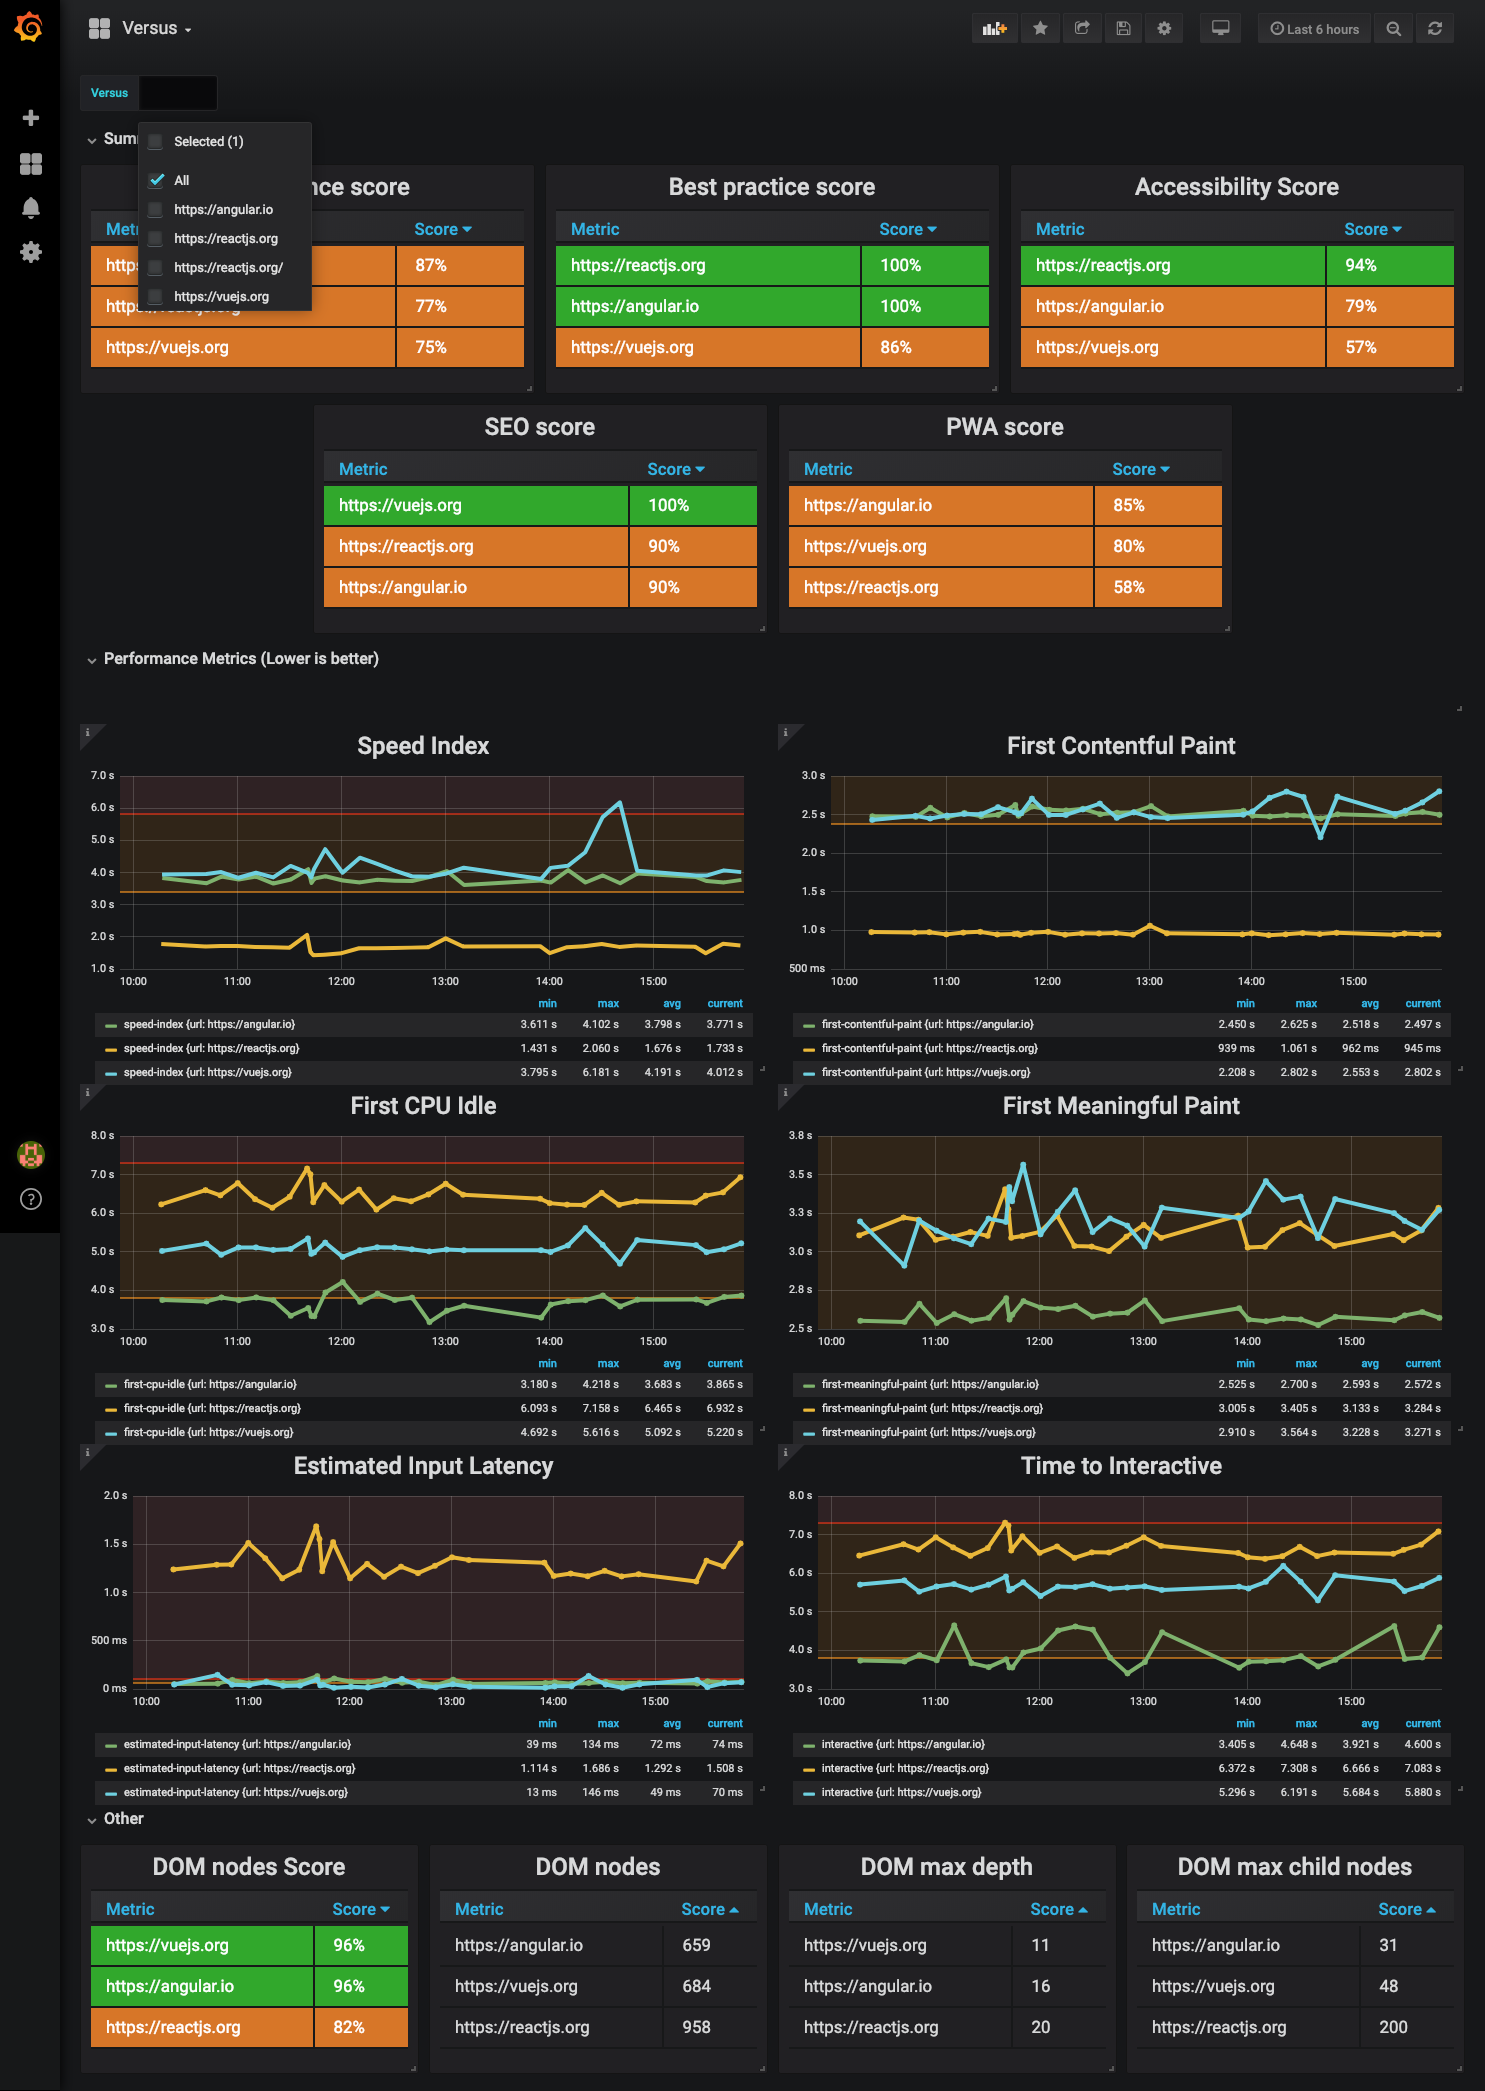 Versus
Last 6 hours
Versus
Selected (1)
All
https://angular.io
https://reactjs.org
https://reactjs.org/
https://vuejs.org
nce score
Score
87%
77%
https://vuejs.org 75%
Best practice score
Metric Score
https://reactjs.org 100%
https://angular.io 100%
https://vuejs.org 86%
Accessibility Score
Metric Score
https://reactjs.org 94%
https://angular.io 79%
https://vuejs.org 57%
SEO score
Metric Score
https://vuejs.org 100%
https://reactjs.org 90%
https://angular.io 90%
PWA score
Metric Score
https://angular.io 85%
https://vuejs.org 80%
https://reactjs.org 58%
Performance Metrics (Lower is better)
Speed Index
7.0 s
6.0 s
5.0 s
4.0 s
3.0 s
2.0 s
1.0 s
10:00 11:00 12:00 13:00 14:00 15:00
min max avg current
speed-index {url: https://angular.io} 3.611 s 4.102 s 3.798 s 3.771 s
speed-index {url: https://reactjs.org} 1.431 s 2.060 s 1.676 s 1.733 s
speed-index {url: https://vuejs.org} 3.795 s 6.181 s 4.191 s 4.012 s
First Contentful Paint
3.0 s
2.5 s
2.0 s
1.5 s
1.0 s
500 ms
10:00 11:00 12:00 13:00 14:00 15:00
min max avg current
first-contentful-paint {url: https://angular.io} 2.450 s 2.625 s 2.518 s 2.497 s
first-contentful-paint {url: https://reactjs.org} 939 ms 1.061 s 962 ms 945 ms
first-contentful-paint {url: https://vuejs.org} 2.208 s 2.802 s 2.553 s 2.802 s
First CPU Idle
8.0 s
7.0 s
6.0 s
5.0 s
4.0 s
3.0 s
10:00 11:00 12:00 13:00 14:00 15:00
min max avg current
first-cpu-idle {url: https://angular.io} 3.180 s 4.218 s 3.683 s 3.865 s
first-cpu-idle {url: https://reactjs.org} 6.093 s 7.158 s 6.465 s 6.932 s
first-cpu-idle {url: https://vuejs.org} 4.692 s 5.616 s 5.092 s 5.220 s
First Meaningful Paint
3.8 s
3.5 s
3.3 s
3.0 s
2.8 s
2.5 s
10:00 11:00 12:00 13:00 14:00 15:00
min max avg current
first-meaningful-paint {url: https://angular.io} 2.525 s 2.700 s 2.593 s 2.572 s
first-meaningful-paint {url: https://reactjs.org} 3.005 s 3.405 s 3.133 s 3.284 s
first-meaningful-paint {url: https://vuejs.org} 2.910 s 3.564 s 3.228 s 3.271 s
Estimated Input Latency
2.0 s
1.5 s
1.0 s
500 ms
0 ms
10:00 11:00 12:00 13:00 14:00 15:00
min max avg current
estimated-input-latency {url: https://angular.io} 39 ms 134 ms 72 ms 74 ms
estimated-input-latency {url: https://reactjs.org} 1.114 s 1.686 s 1.292 s 1.508 s
estimated-input-latency {url: https://vuejs.org} 13 ms 146 ms 49 ms 70 ms
Time to Interactive
8.0 s
7.0 s
6.0 s
5.0 s
4.0 s
3.0 s
10:00 11:00 12:00 13:00 14:00 15:00
min max avg current
interactive {url: https://angular.io} 3.405 s 4.648 s 3.921 s 4.600 s
interactive {url: https://reactjs.org} 6.372 s 7.308 s 6.666 s 7.083 s
interactive {url: https://vuejs.org} 5.296 s 6.191 s 5.684 s 5.880 s
Other
DOM nodes Score
Metric Score
https://vuejs.org 96%
https://angular.io 96%
https://reactjs.org 82%
DOM nodes
Metric Score
https://angular.io 659
https://vuejs.org 684
https://reactjs.org 958
DOM max depth
Metric Score
https://vuejs.org 11
https://angular.io 16
https://reactjs.org 20
DOM max child nodes
Metric Score
https://angular.io 31
https://vuejs.org 48
https://reactjs.org 200